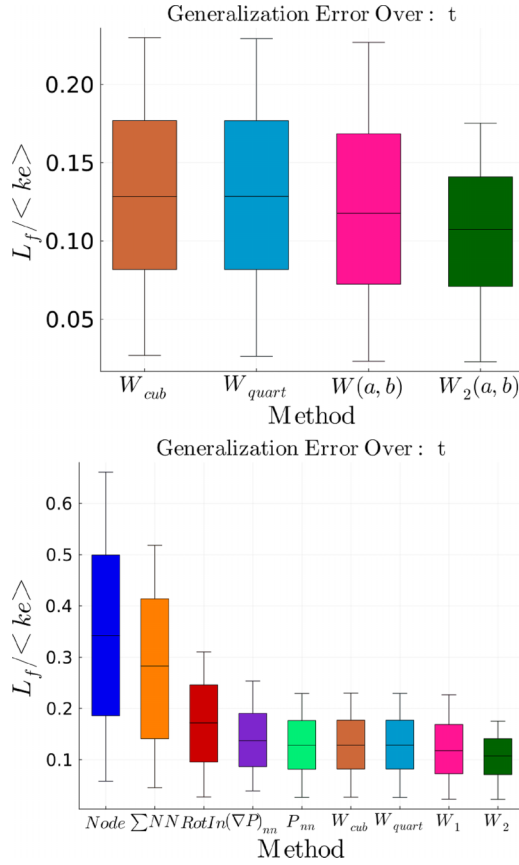 Generalization Error Over: t
0.20
0.15
0.10
0.05
L_f/<ke>
W_cub W_quart W(a, b) W_2(a, b)
Method
Generalization Error Over: t
0.6
0.5
0.4
0.3
0.2
0.1
L_f/<ke>
Node ∑NN RotIn (∇P)_nn P_nn W_cub W_quart W_1 W_2
Method